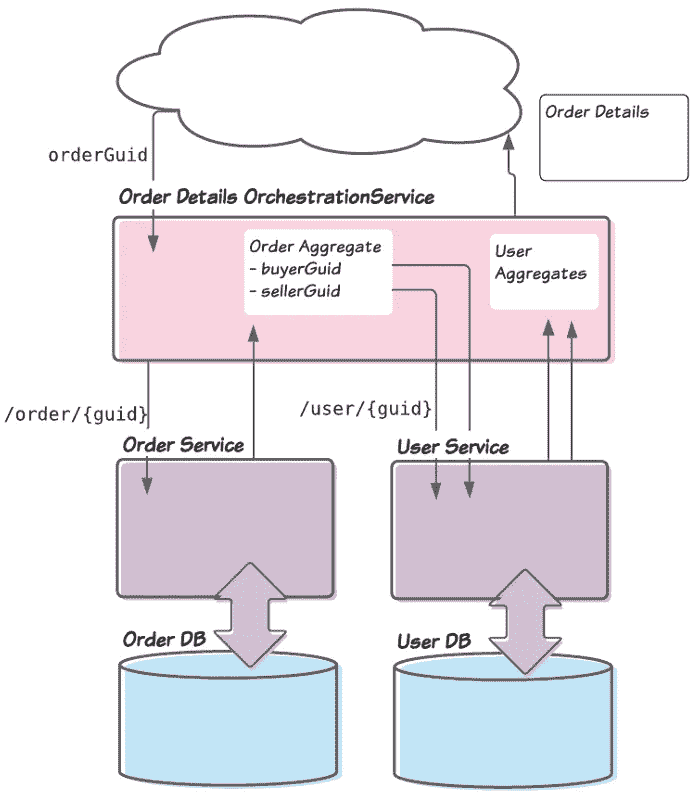 Order Details
orderGuid
Order Details OrchestrationService
Order Aggregate
- buyerGuid
- sellerGuid
User
Aggregates
/order/{guid}
/user/{guid}
Order Service
User Service
Order DB
User DB